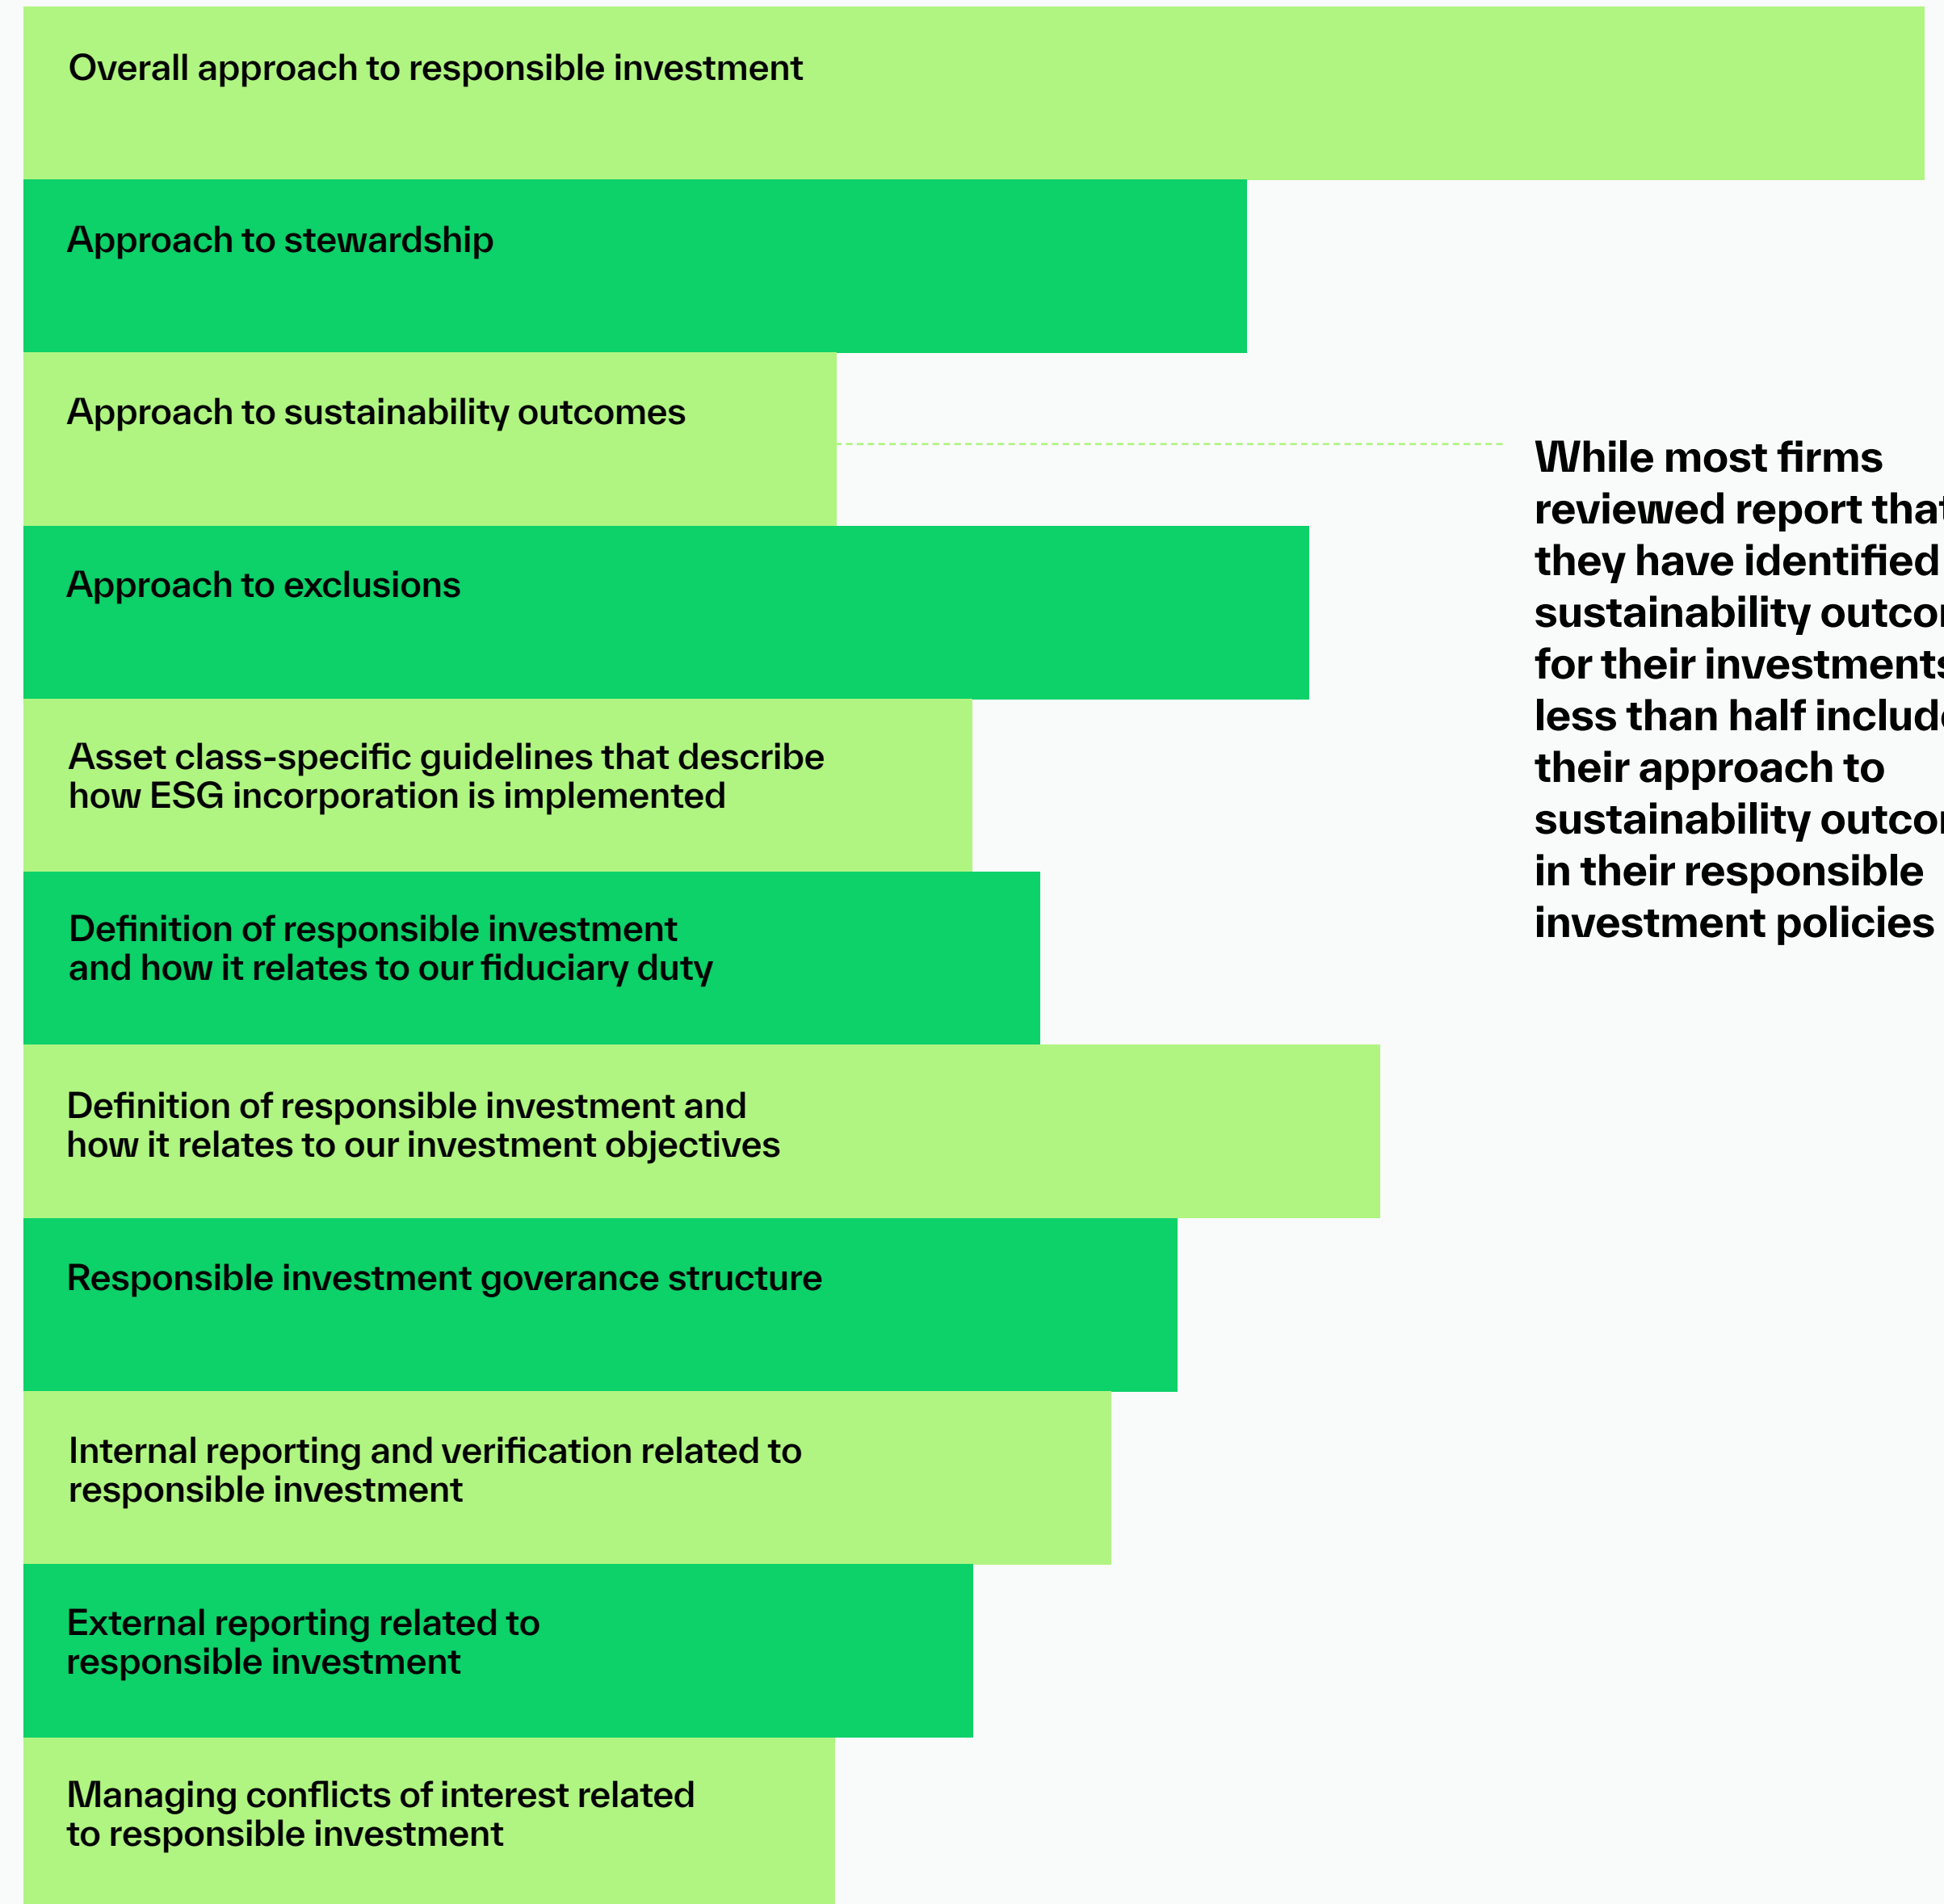 Overall approach to responsible investment
Approach to stewardship
Approach to sustainability outcomes
Approach to exclusions
Asset class-specific guidelines that describe
how ESG incorporation is implemented
Definition of responsible investment
and how it relates to our fiduciary duty
Definition of responsible investment and
how it relates to our investment objectives
Responsible investment goverance structure
Internal reporting and verification related to
responsible investment
External reporting related to
responsible investment
Managing conflicts of interest related
to responsible investment
While most firms
reviewed report that
they have identified
sustainability
for their investments
less than half include
their approach to
sustainability
in their responsible
investment policies